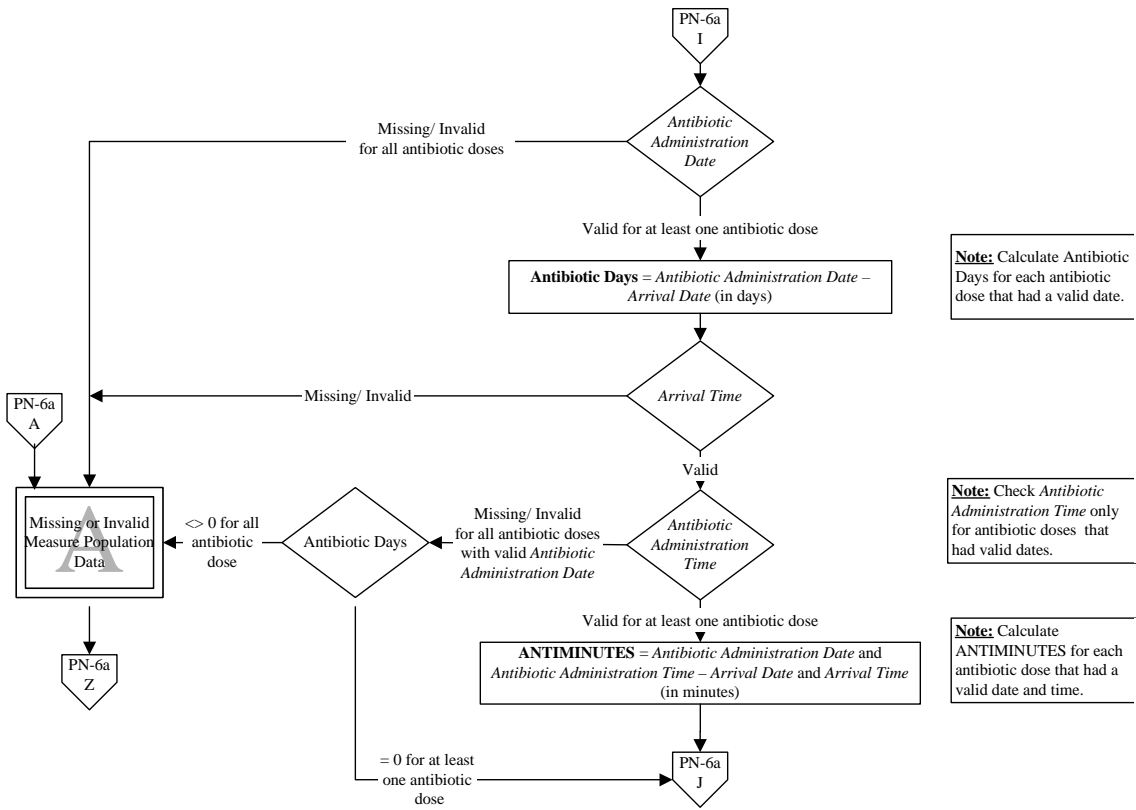 PN-6a
I
Antibiotic
Administration
Date
Missing/ Invalid
for all antibiotic doses
Valid for at least one antibiotic dose
Antibiotic Days = Antibiotic Administration Date –
Arrival Date (in days)
Note: Calculate Antibiotic
Days for each antibiotic
dose that had a valid date.
Arrival Time
Missing/ Invalid
PN-6a
A
Valid
Missing or Invalid
Measure Population
Data
A
<> 0 for all
antibiotic
dose
Antibiotic Days
Missing/ Invalid
for all antibiotic doses
with valid Antibiotic
Administration Date
Antibiotic
Administration
Time
Note: Check Antibiotic
Administration Time only
for antibiotic doses that
had valid dates.
Valid for at least one antibiotic dose
ANTIMINUTES = Antibiotic Administration Date and
Antibiotic Administration Time – Arrival Date and Arrival Time
(in minutes)
Note: Calculate
ANTIMINUTES for each
antibiotic dose that had a
valid date and time.
PN-6a
Z
= 0 for at least
one antibiotic
dose
PN-6a
J